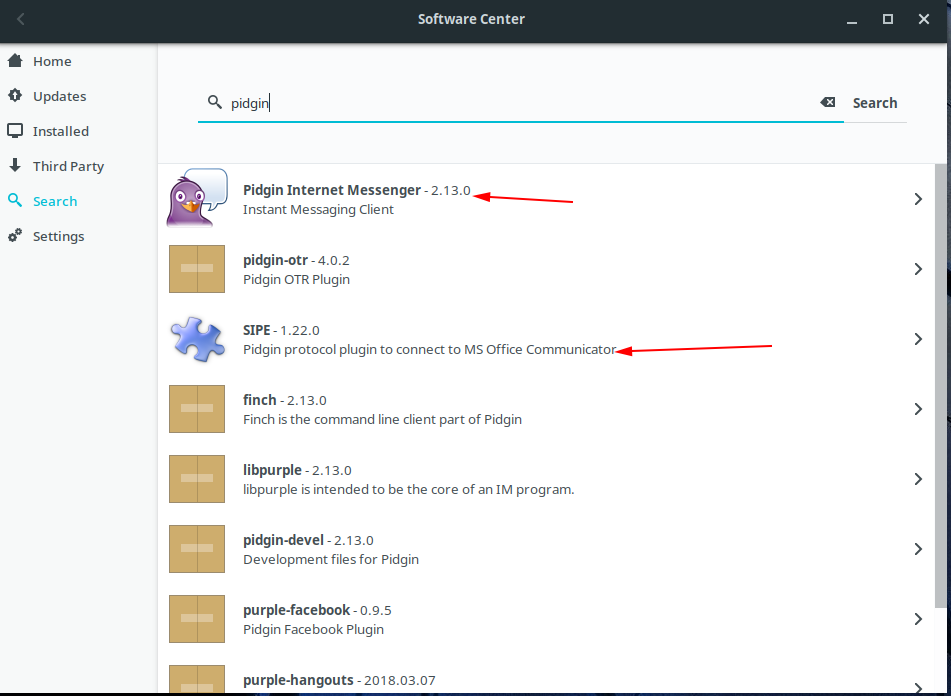 Software Center
Home
Updates
Installed
Third Party
Search
Settings
pidgin
Search
Pidgin Internet Messenger - 2.13.0
Instant Messaging Client
pidgin-otr - 4.0.2
Pidgin OTR Plugin
SIPE - 1.22.0
Pidgin protocol plugin to connect to MS Office Communicator
finch - 2.13.0
Finch is the command line client part of Pidgin
libpurple - 2.13.0
libpurple is intended to be the core of an IM program.
pidgin-devel - 2.13.0
Development files for Pidgin
purple-facebook - 0.9.5
Pidgin Facebook Plugin
purple-hangouts - 2018.03.07